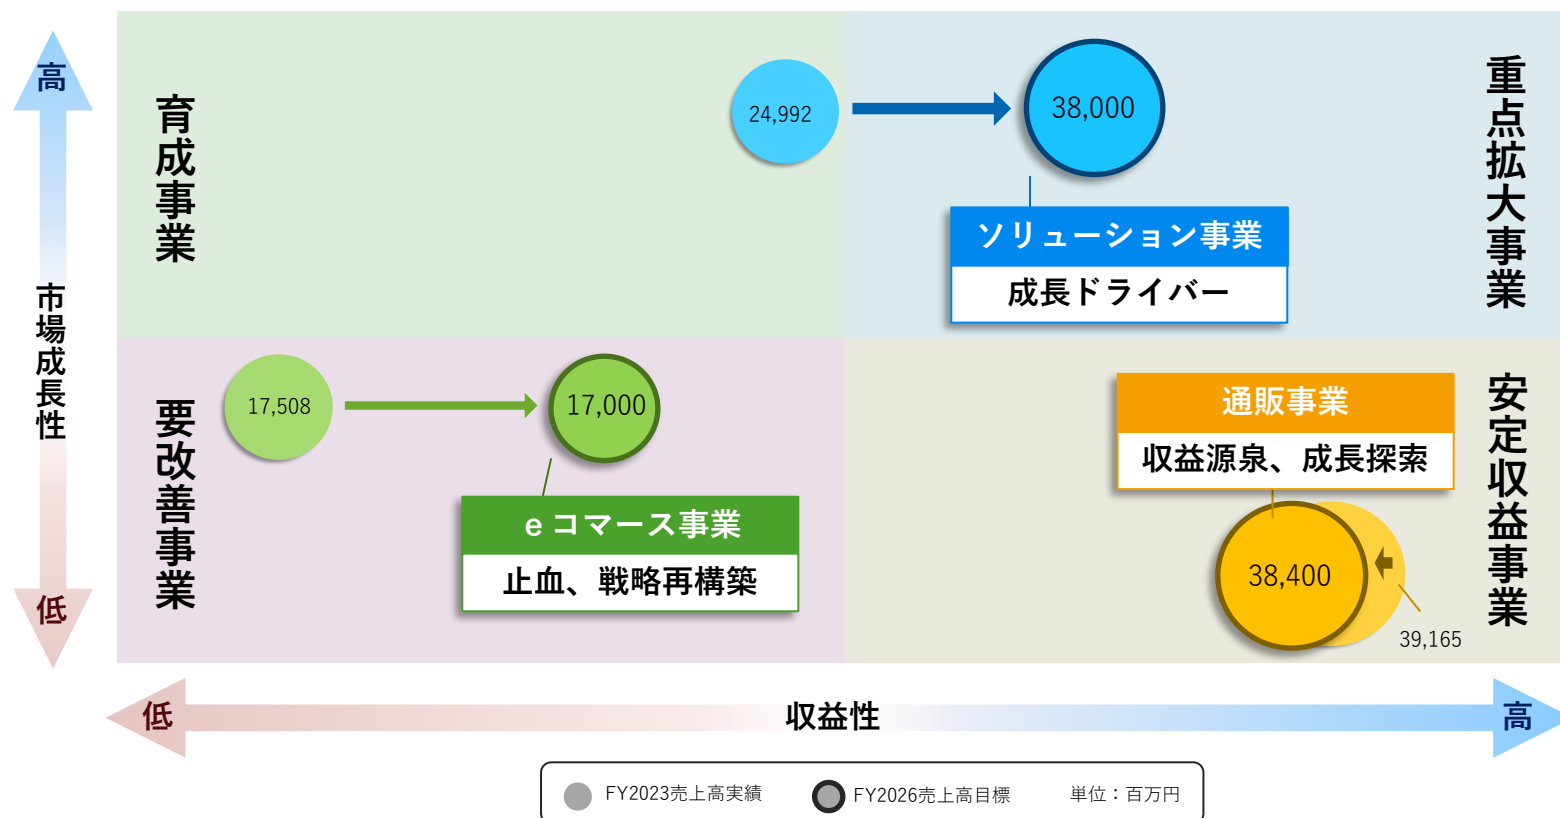 高
市場成長性
低
育成事業
24,992
38,000
ソリューション事業
成長ドライバー
重点拡大事業
要改善事業
17,508
17,000
eコマース事業
止血、戦略再構築
通販事業
収益源泉、成長探索
38,400
39,165
安定収益事業
低
収益性
高
FY2023売上高実績
FY2026売上高目標
単位：百万円